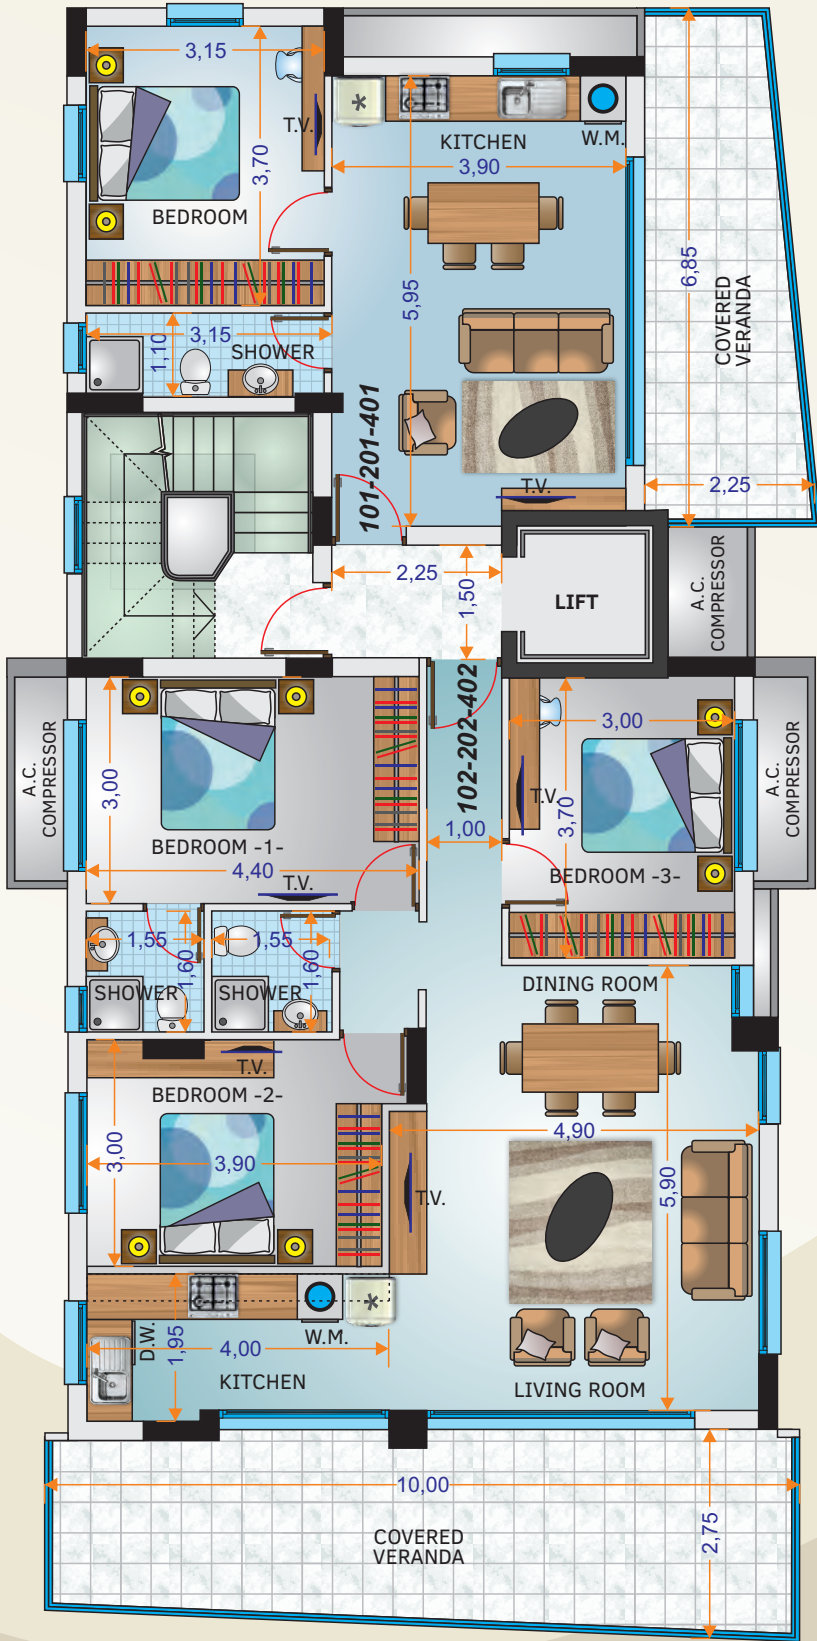 3,15
T.V.
3,70
BEDROOM
KITCHEN
W.M.
3,90
5,95
6,85
COVERED
VERANDA
3,15
1,10
SHOWER
101-201-401
T.V.
2,25
2,25
1,50
LIFT
A.C.
COMPRESSOR
A.C.
COMPRESSOR
3,00
BEDROOM -1-
4,40
T.V.
102-202-402
1,00
3,00
T.V.
3,70
BEDROOM -3-
A.C.
COMPRESSOR
1,55
1,60
SHOWER
1,55
1,60
SHOWER
DINING ROOM
T.V.
BEDROOM -2-
3,00
3,90
4,90
5,90
T.V.
D.W.
1,95
W.M.
4,00
KITCHEN
LIVING ROOM
10,00
2,75
COVERED
VERANDA